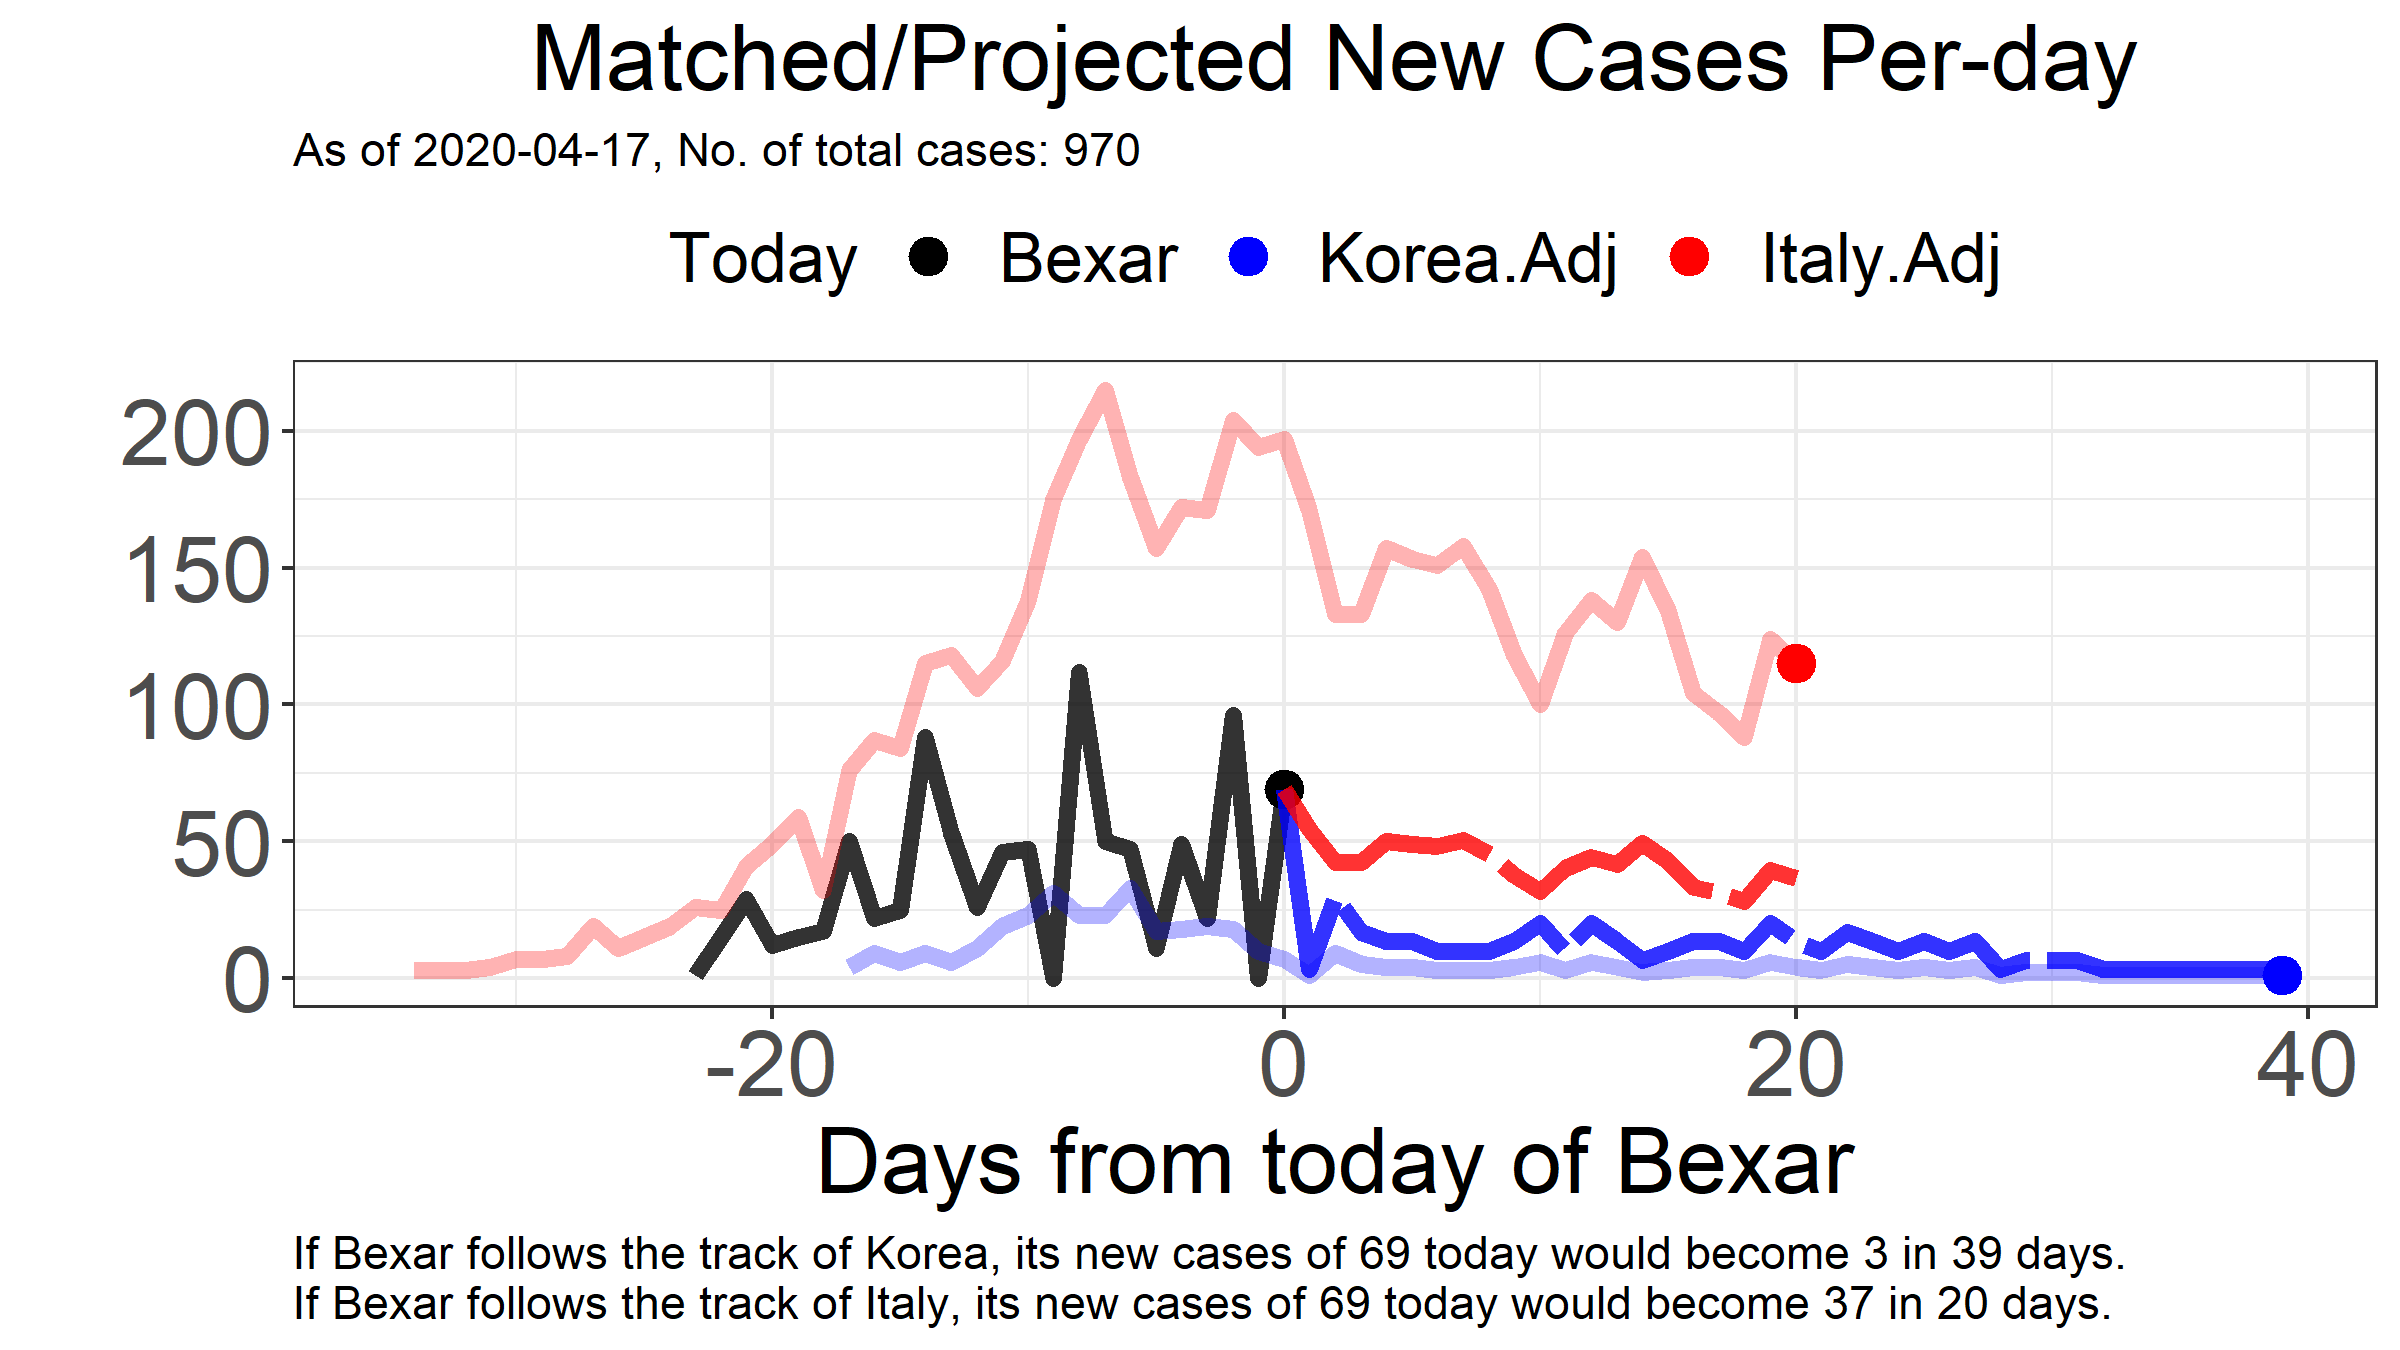 Matched/Projected New Cases Per-day
As of 2020-04-17, No. of total cases: 970
Today Bexar Korea.Adj Italy.Adj
200
150
100
50
0
-20 0 20 40
Days from today of Bexar
If Bexar follows the track of Korea, its new cases of 69 today would become 3 in 39 days.
If Bexar follows the track of Italy, its new cases of 69 today would become 37 in 20 days.